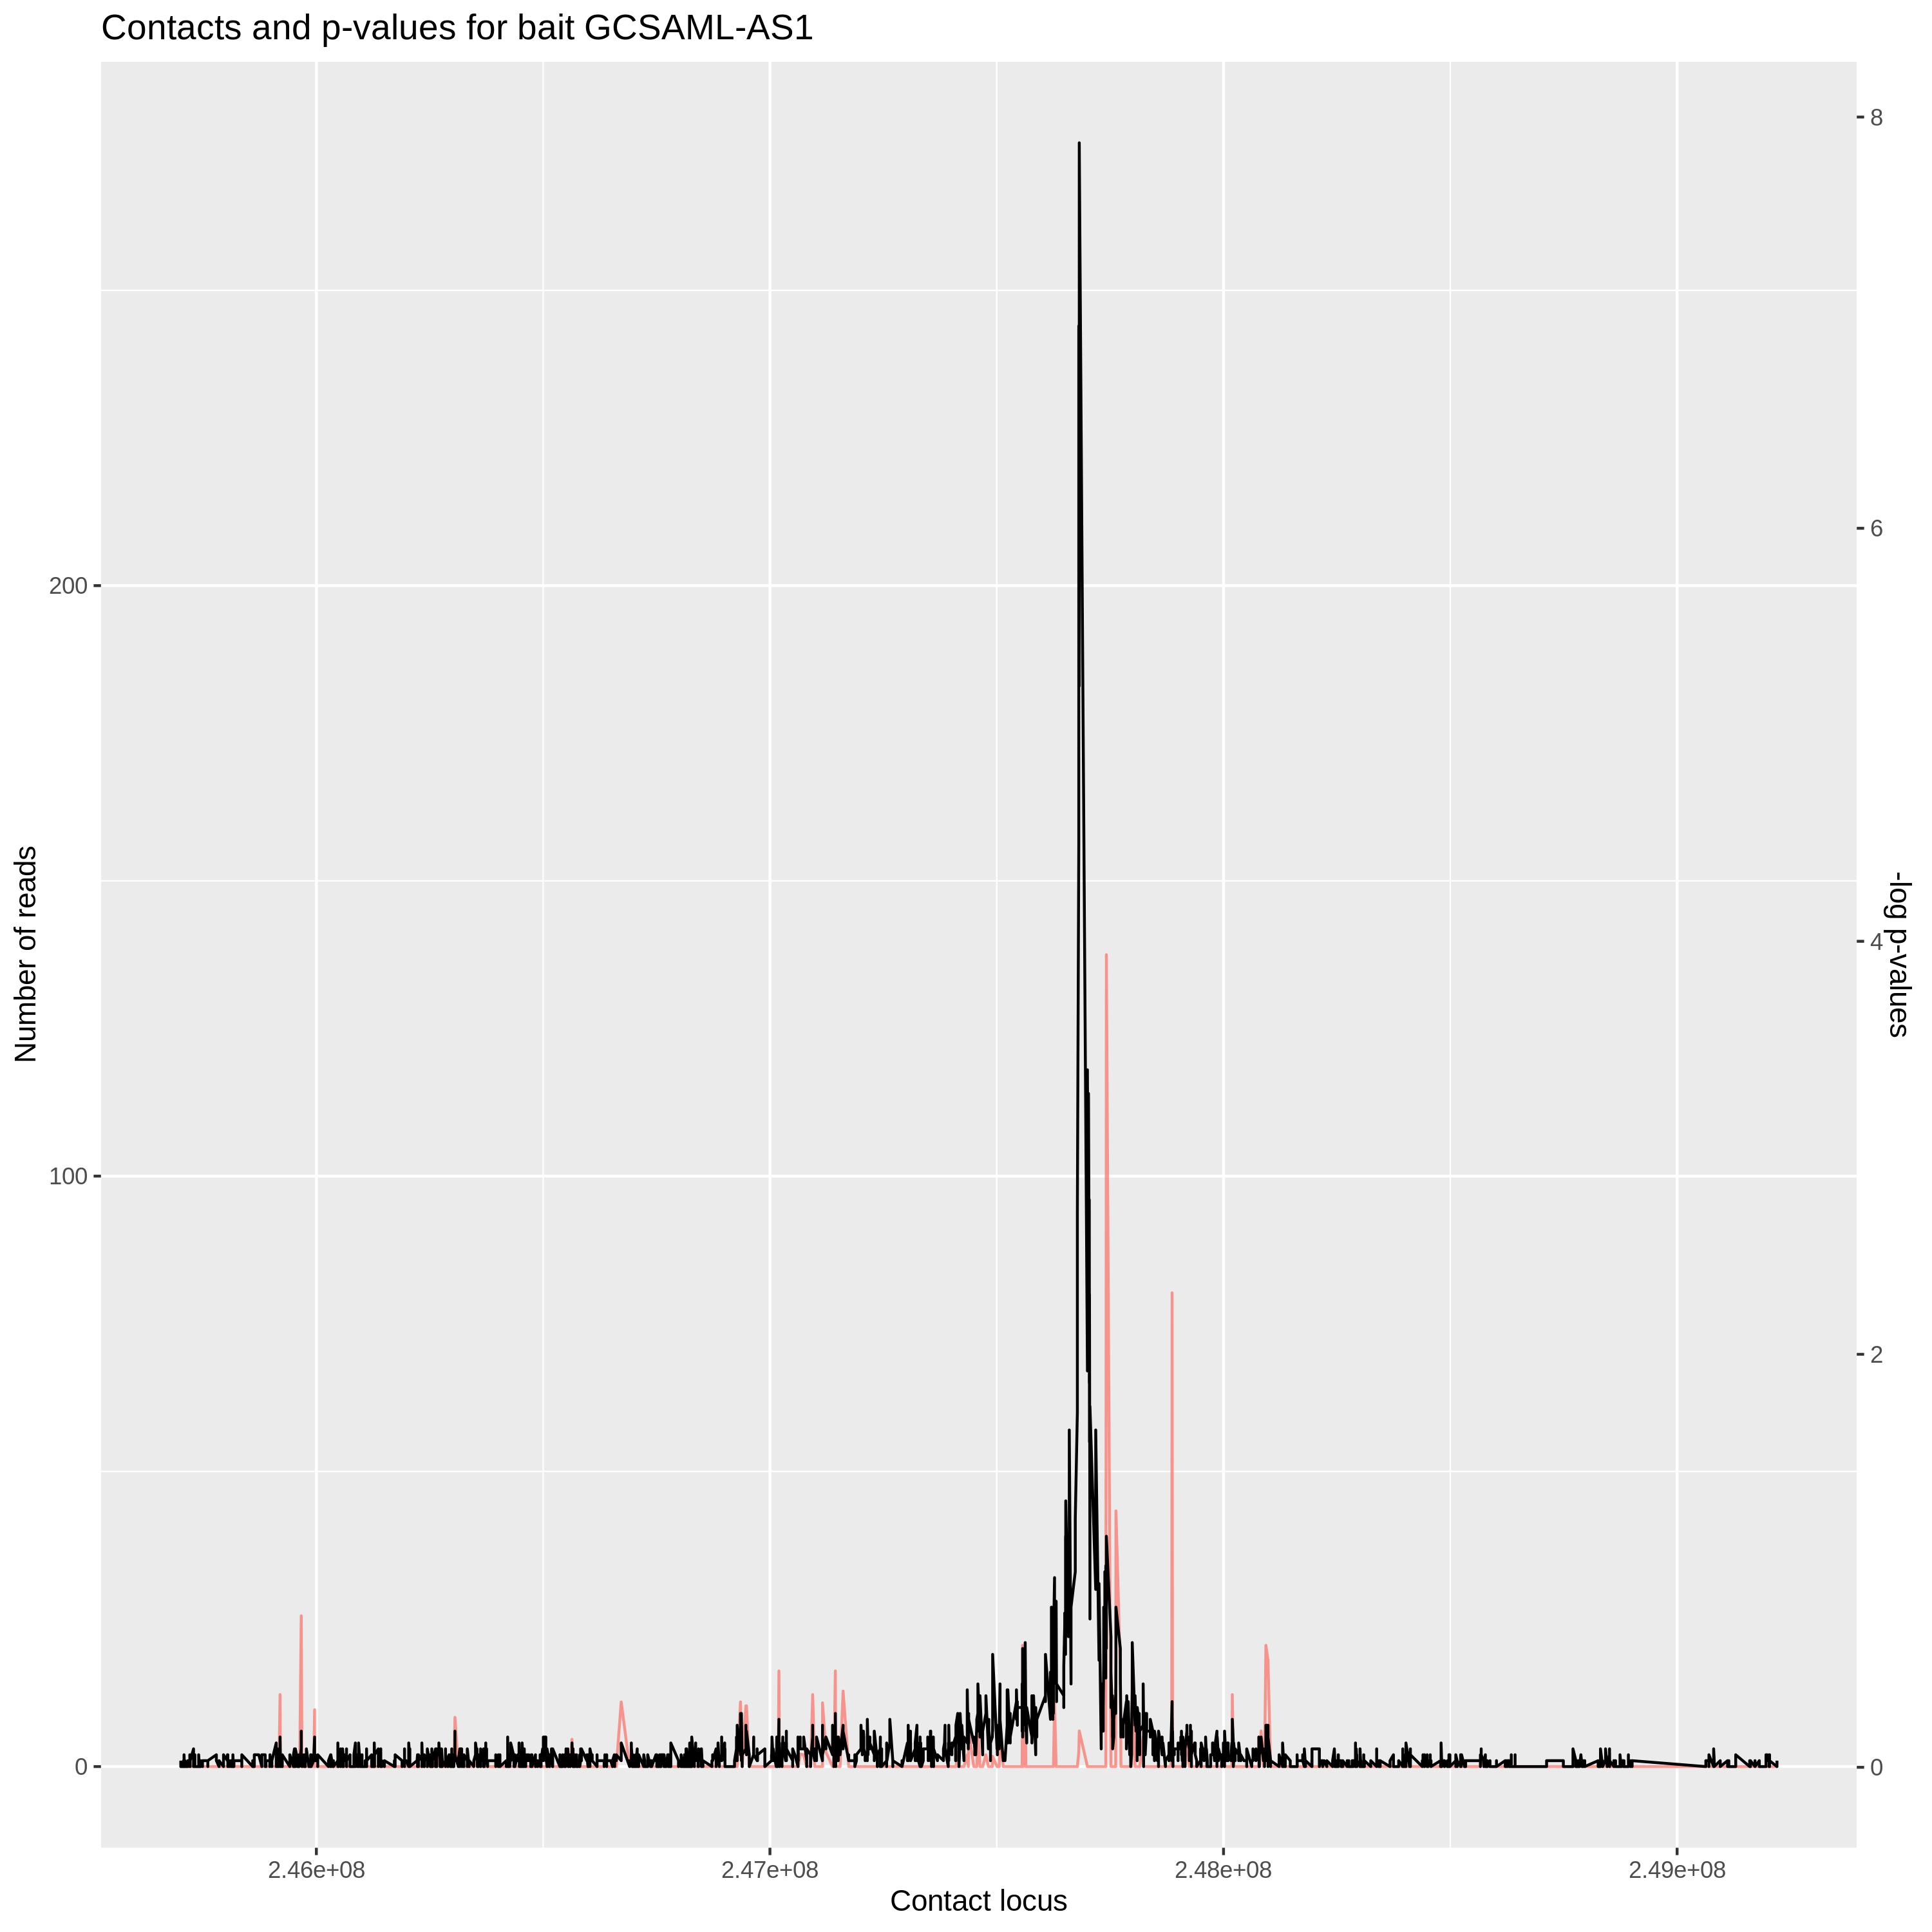 Contacts and p-values for bait GCSAML-AS1
8
6
200
4
Number of reads
-log p-values
100
2
0
0
2.46e+08 2.47e+08 2.48e+08 2.49e+08
Contact locus